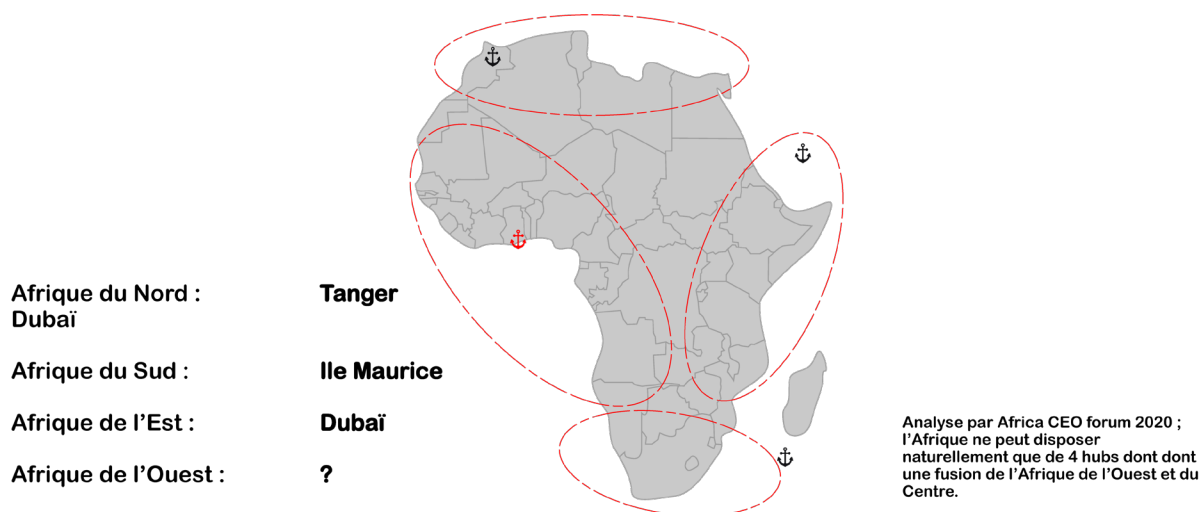 Afrique du Nord : Tanger
Dubaï
Afrique du Sud : Ile Maurice
Afrique de l’Est : Dubaï
Afrique de l’Ouest : ?
Analyse par Africa CEO forum 2020 ;
l’Afrique ne peut disposer
naturellement que de 4 hubs dont dont
une fusion de l’Afrique de l’Ouest et du
Centre.